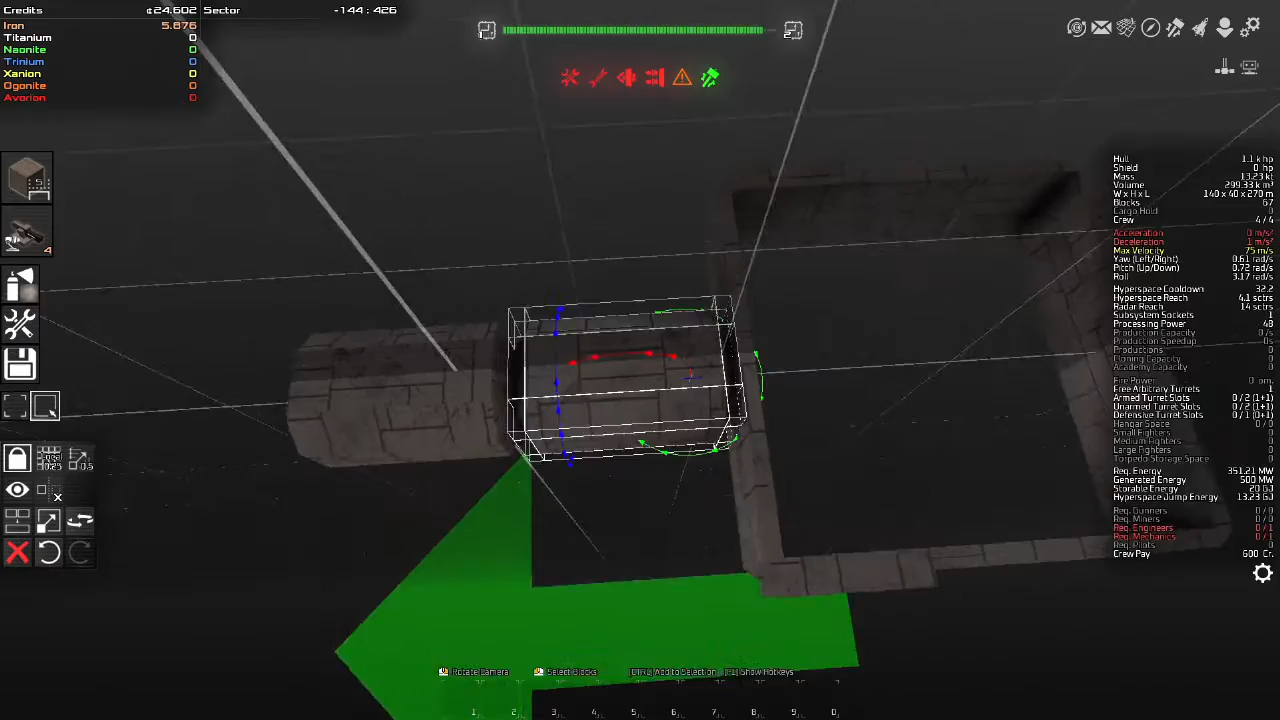 Credits ¢24.602
Sector -144 : 426
Iron 5.876
Titanium 0
Naonite 0
Trinium 0
Xanion 0
Ogonite 0
Avorion 0
1
2
4
Hull 1.1 k hp
Shield 0 hp
Mass 13.23 kt
Volume 299.33 k m³
W x H x L 140 x 40 x 270 m
Blocks 67
Cargo Hold 0
Crew 4 / 4
Acceleration 0 m/s²
Deceleration 1 m/s²
Max Velocity 75 m/s
Yaw (Left/Right) 0.61 rad/s
Pitch (Up/Down) 0.72 rad/s
Roll 3.17 rad/s
Hyperspace Cooldown 32.2
Hyperspace Reach 4.1 sctrs
Radar Reach 14 sctrs
Subsystem Sockets 1
Processing Power 48
Production Capacity 0 /s
Production Speedup 0s
Productions 0
Cloning Capacity 0
Academy Capacity 0
Fire Power 0 om.
Free Arbitrary Turrets 1
Armed Turret Slots 0 / 2 (1+1)
Unarmed Turret Slots 0 / 2 (1+1)
Defensive Turret Slots 0 / 1 (0+1)
Hangar Space 0 / 0
Small Fighters 0
Medium Fighters 0
Large Fighters 0
Torpedo Storage Space 0
Req. Energy 351.21 MW
Generated Energy 500 MW
Storable Energy 20 GJ
Hyperspace Jump Energy 13.23 GJ
Req. Gunners 0 / 0
Req. Miners 0 / 0
Req. Engineers 0 / 1
Req. Mechanics 0 / 1
Req. Pilots 0
Crew Pay 600 Cr.
0.25
0.5
X
Rotate Camera
Select Blocks
[CTRL] Add to Selection
Show Hotkeys
1 2 3 4 5 6 7 8 9 0